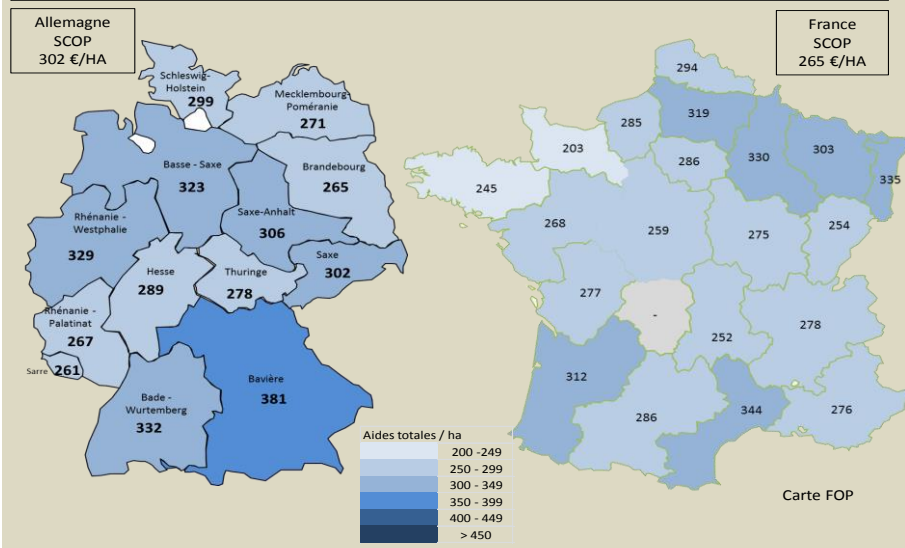 Allemagne
SCOP
302 €/HA
France
SCOP
265 €/HA
Schleswig-
Holstein
299
Mecklembourg-
Poméranie
271
Basse - Saxe
323
Brandebourg
265
Rhénanie -
Westphalie
329
Saxe-Anhalt
306
Saxe
302
Hesse
289
Thuringe
278
Rhénanie -
Palatinat
267
Sarre 261
Bavière
381
Bade -
Wurtemberg
332
294
319
285
203
286
330
303
335
245
268
259
275
254
277
-
252
278
312
286
344
276
Aides totales / ha
200 -249
250 - 299
300 - 349
350 - 399
400 - 449
> 450
Carte FOP